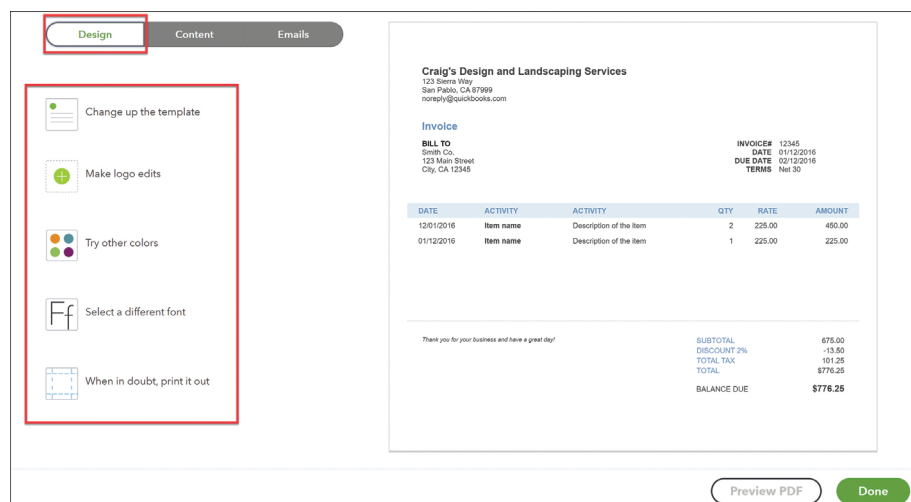 Design Content Emails
Change up the template
Make logo edits
Try other colors
Ff Select a different font
When in doubt, print it out
Craig's Design and Landscaping Services
123 Sierra Way
San Pablo, CA 87999
noreply@quickbooks.com
Invoice
BILL TO
Smith Co.
123 Main Street
City, CA 12345
INVOICE# 12345
DATE 01/12/2016
DUE DATE 02/12/2016
TERMS Net 30
DATE ACTIVITY ACTIVITY QTY RATE AMOUNT
12/01/2016 Item name Description of the item 2 225.00 450.00
01/12/2016 Item name Description of the item 1 225.00 225.00
Thank you for your business and have a great day!
SUBTOTAL 675.00
DISCOUNT 2% -13.50
TOTAL TAX 101.25
TOTAL $776.25
BALANCE DUE $776.25
Preview PDF Done